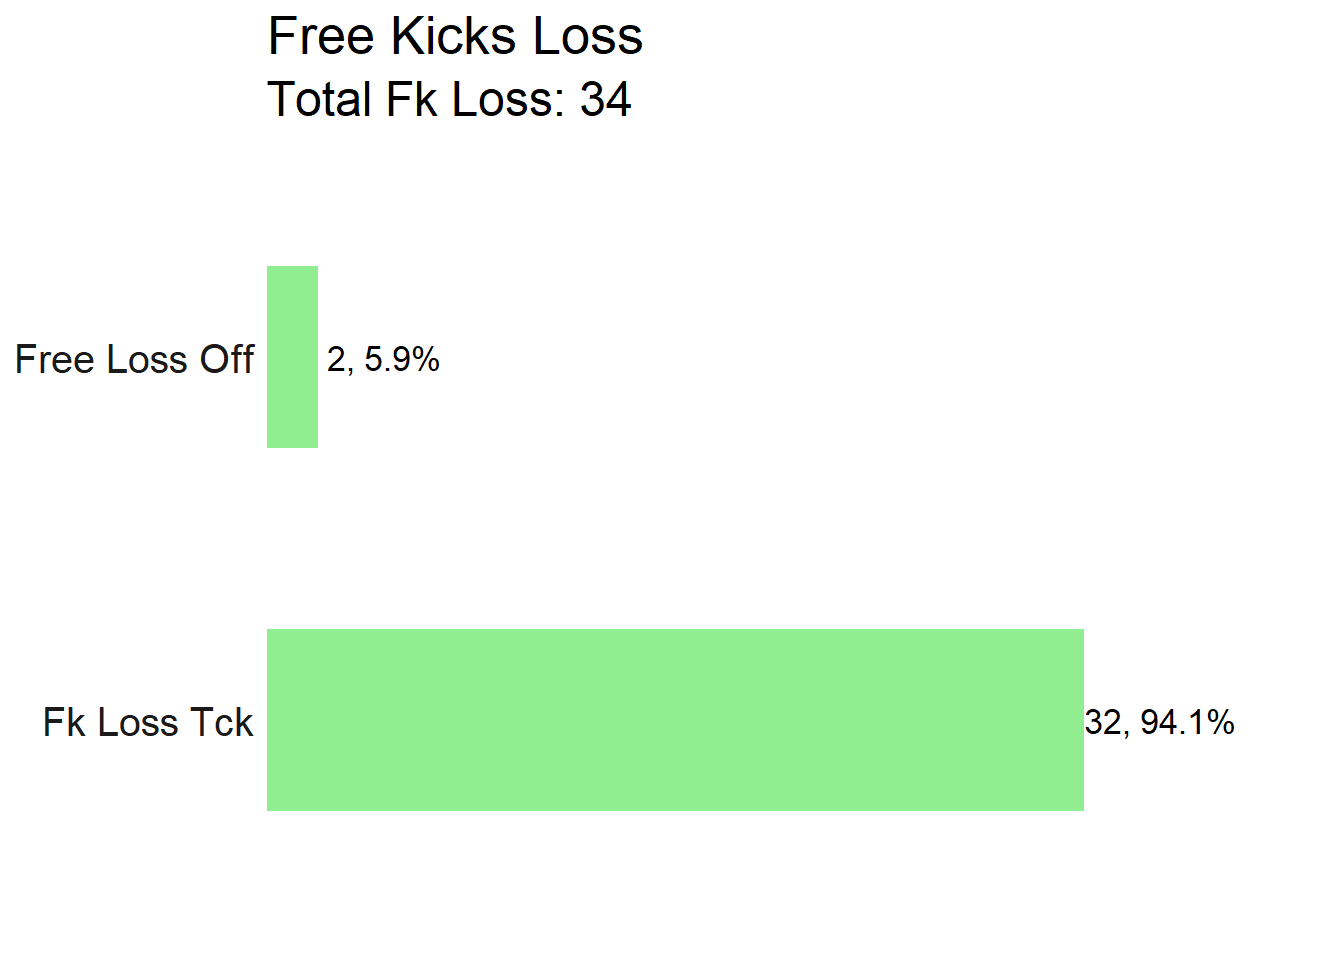 Free Kicks Loss
Total Fk Loss: 34
Free Loss Off
2, 5.9%
Fk Loss Tck
32, 94.1%